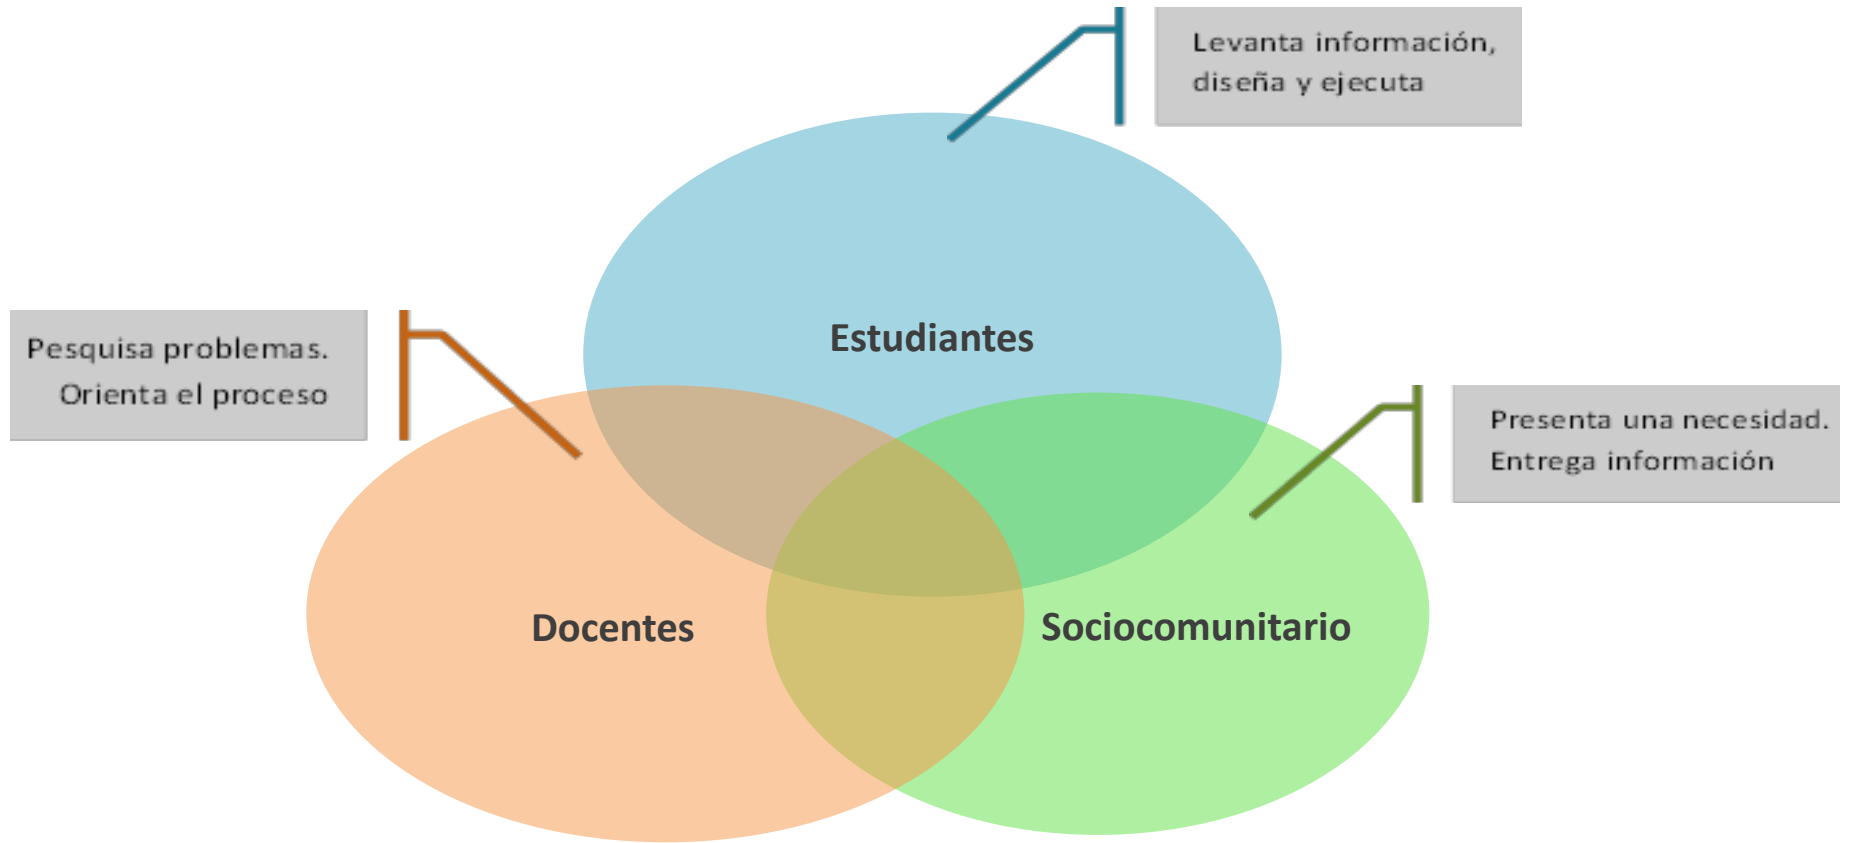 Levanta información,
diseña y ejecuta
Estudiantes
Pesquisa problemas.
Orienta el proceso
Presenta una necesidad.
Entrega información
Docentes
Sociocomunitario